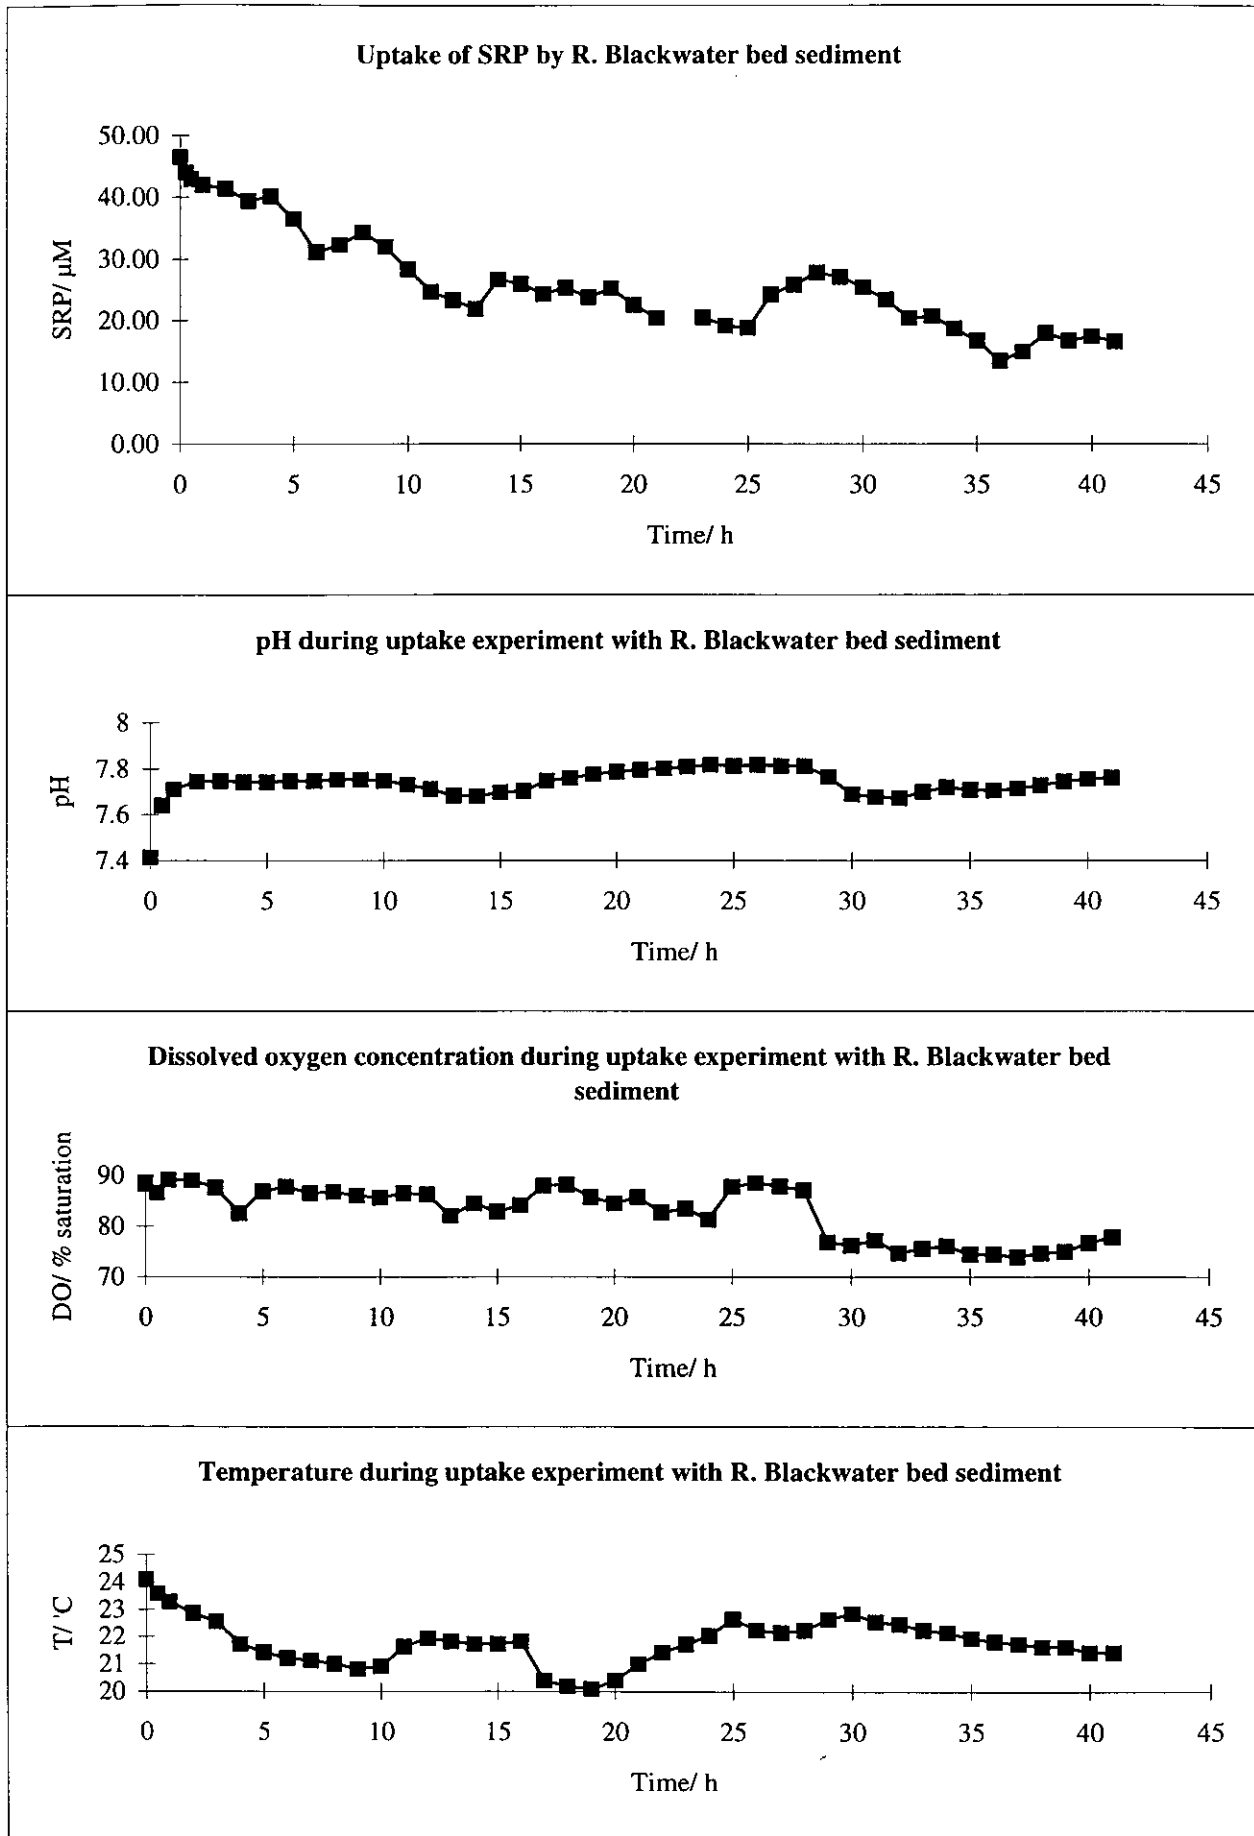 Uptake of SRP by R. Blackwater bed sediment
50.00
40.00
30.00
20.00
10.00
0.00
SRP/ µM
0 5 10 15 20 25 30 35 40 45
Time/ h
pH during uptake experiment with R. Blackwater bed sediment
8
7.8
7.6
7.4
pH
0 5 10 15 20 25 30 35 40 45
Time/ h
Dissolved oxygen concentration during uptake experiment with R. Blackwater bed
sediment
90
80
70
DO/ % saturation
0 5 10 15 20 25 30 35 40 45
Time/ h
Temperature during uptake experiment with R. Blackwater bed sediment
25
24
23
22
21
20
T/ 'C
0 5 10 15 20 25 30 35 40 45
Time/ h